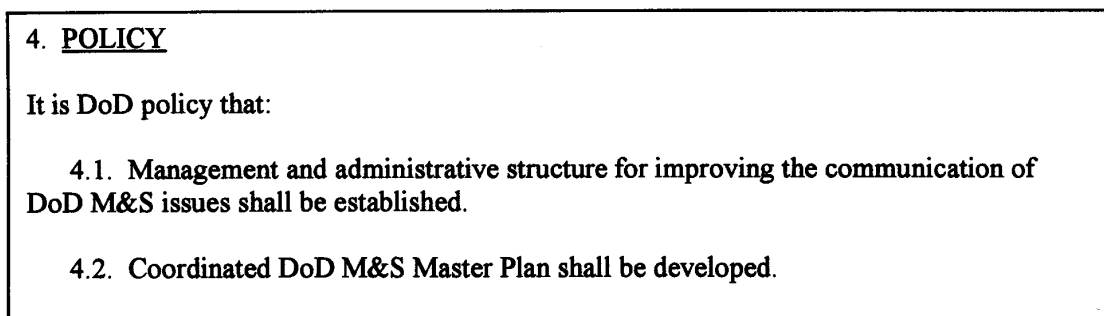 4. POLICY
It is DoD policy that:
4.1. Management and administrative structure for improving the communication of
DoD M&S issues shall be established.
4.2. Coordinated DoD M&S Master Plan shall be developed.